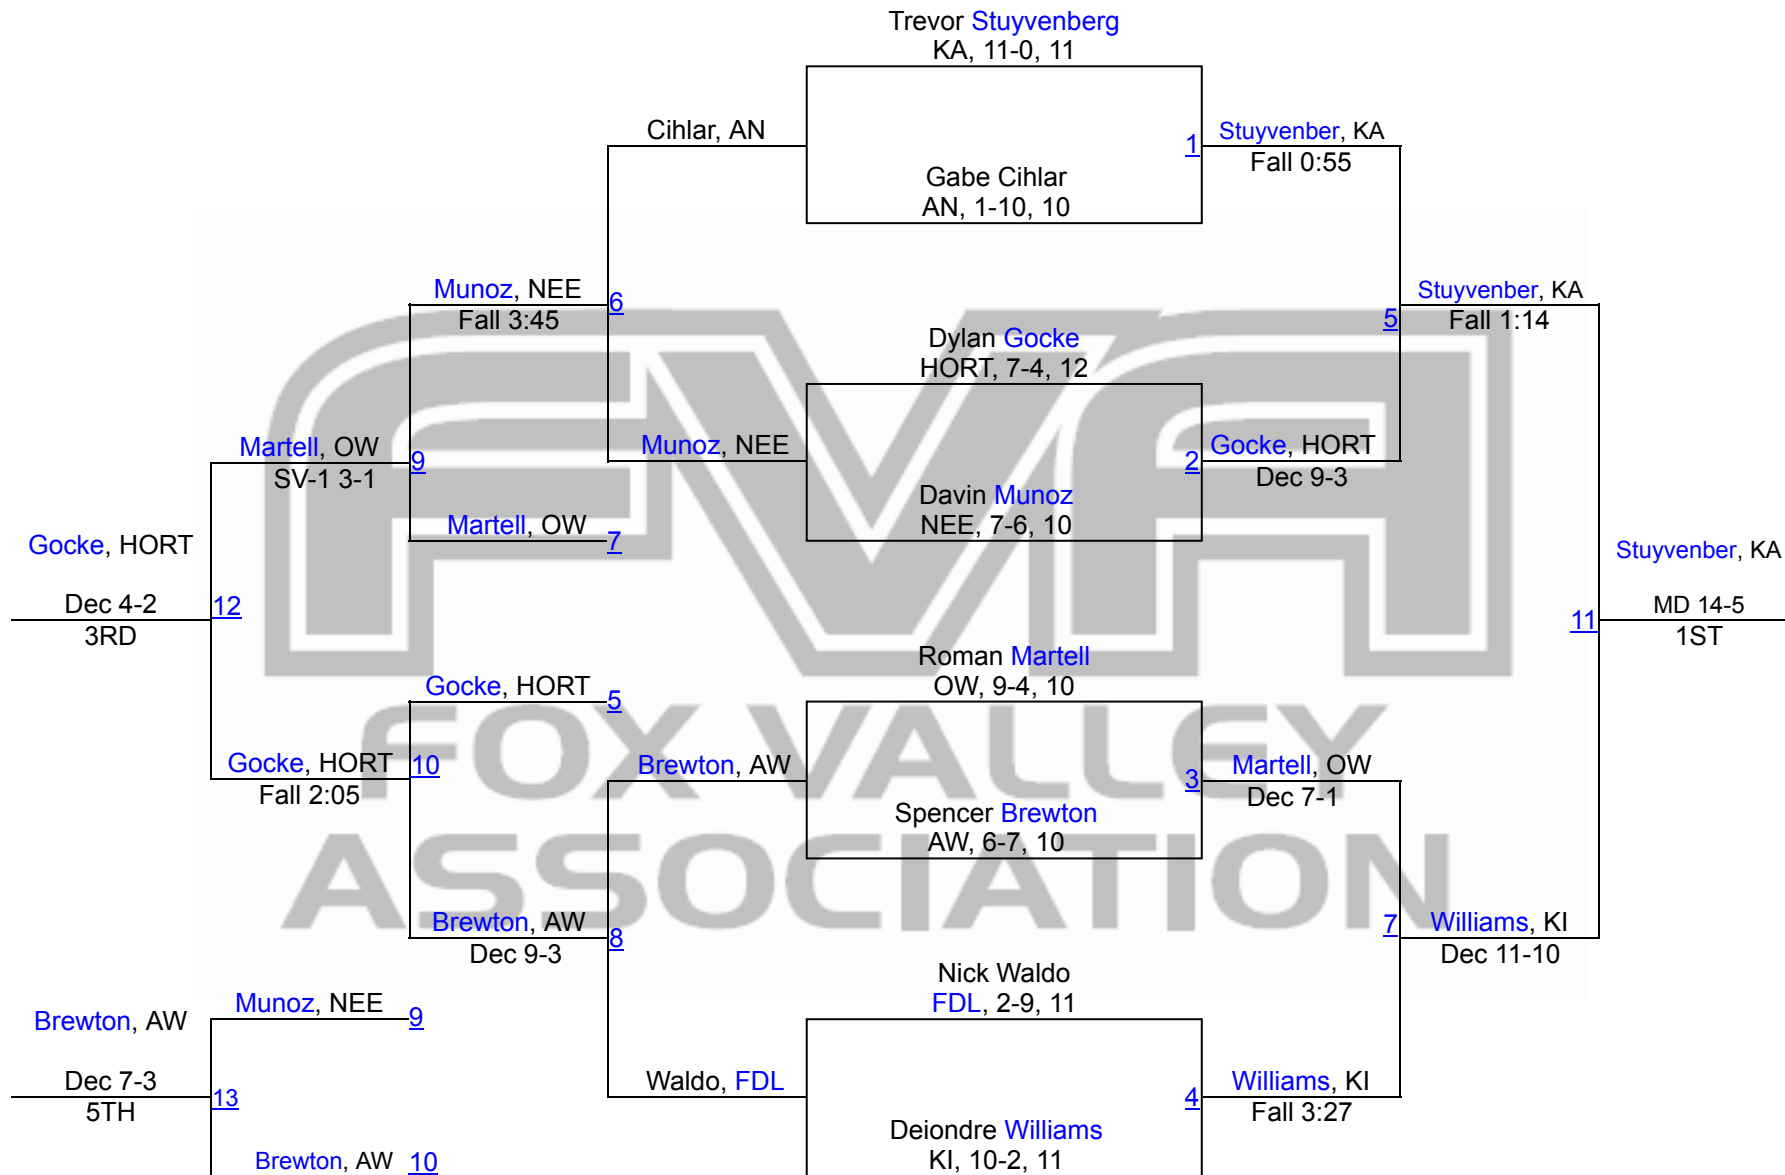 Trevor Stuyvenberg
KA, 11-0, 11
Cihlar, AN
1
Stuyvenber, KA
Fall 0:55
Gabe Cihlar
AN, 1-10, 10
Munoz, NEE
Fall 3:45
6
Stuyvenber, KA
Fall 1:14
5
Dylan Gocke
HORT, 7-4, 12
Martell, OW
SV-1 3-1
9
Munoz, NEE
2
Gocke, HORT
Dec 9-3
Davin Munoz
NEE, 7-6, 10
Martell, OW
7
Gocke, HORT
Dec 4-2
3RD
12
Stuyvenber, KA
MD 14-5
1ST
11
Roman Martell
OW, 9-4, 10
Gocke, HORT
5
Gocke, HORT
Fall 2:05
10
Brewton, AW
3
Martell, OW
Dec 7-1
Spencer Brewton
AW, 6-7, 10
Brewton, AW
Dec 9-3
8
7
Williams, KI
Dec 11-10
Nick Waldo
FDL, 2-9, 11
Munoz, NEE
9
Brewton, AW
Dec 7-3
5TH
13
Waldo, FDL
4
Williams, KI
Fall 3:27
Deiondre Williams
KI, 10-2, 11
Brewton, AW
10
FVA
FOX VALLEY
ASSOCIATION